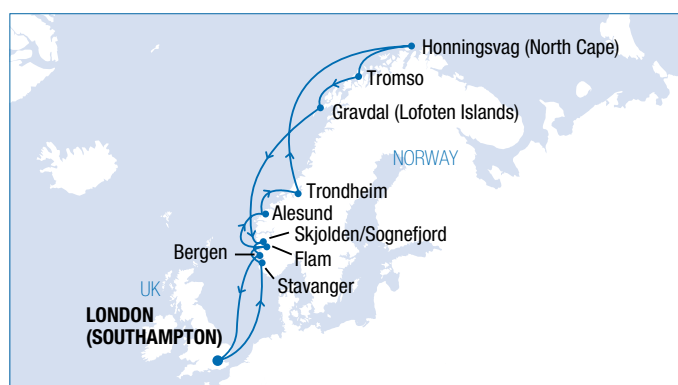 Honningsvag (North Cape)
Tromso
Gravdal (Lofoten Islands)
NORWAY
Trondheim
Alesund
Skjolden/Sognefjord
Bergen
Flam
Stavanger
UK
LONDON
(SOUTHAMPTON)